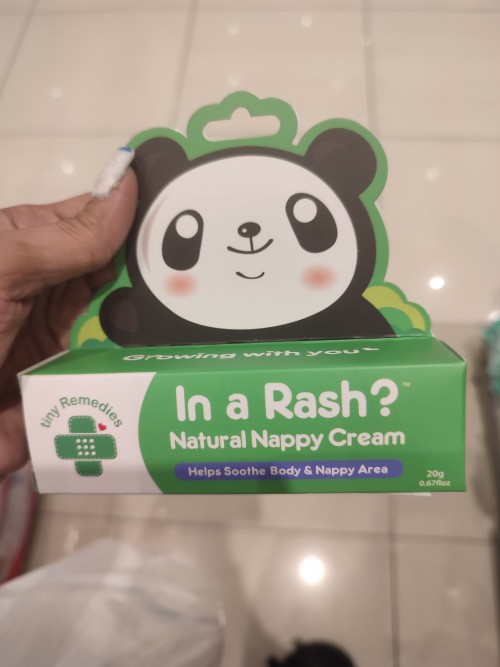 Growing with you
tiny Remedies
In a Rash?™
Natural Nappy Cream
Helps Soothe Body & Nappy Area
20g
0.67floz